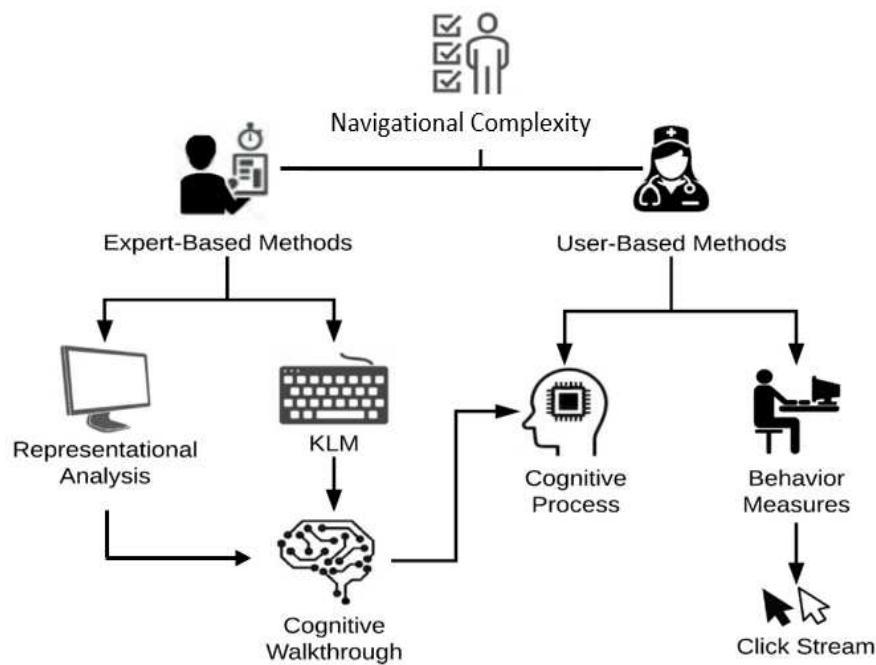 Navigational Complexity
Expert-Based Methods
User-Based Methods
Representational
Analysis
KLM
Cognitive
Process
Behavior
Measures
Cognitive
Walkthrough
Click Stream